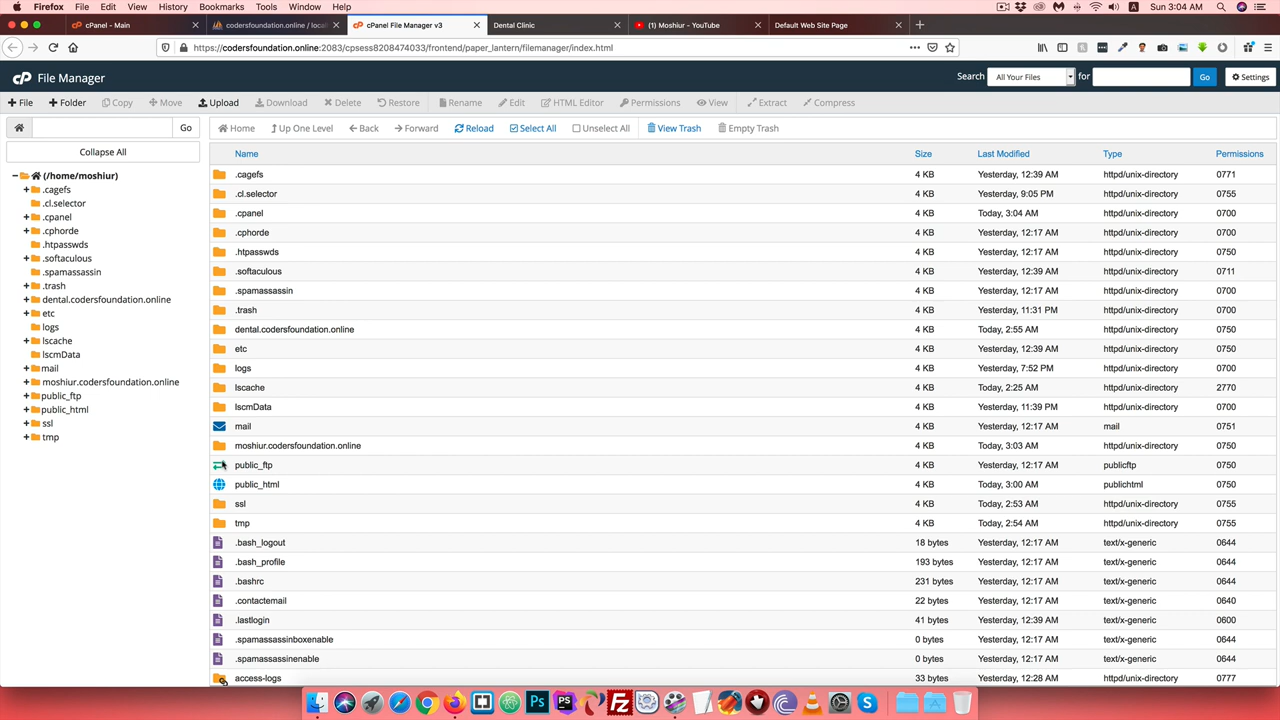 Firefox File Edit View History Bookmarks Tools Window Help
Sun 3:04 AM
cPanel - Main
codersfoundation.online / local
cPanel File Manager v3
Dental Clinic
(1) Moshiur - YouTube
Default Web Site Page
https://codersfoundation.online:2083/cpsess8208474033/frontend/paper_lantern/filemanager/index.html
File Manager
Search All Your Files for Go Settings
File Folder Copy Move Upload Download Delete Restore Rename Edit HTML Editor Permissions View Extract Compress
Go
Home Up One Level Back Forward Reload Select All Unselect All View Trash Empty Trash
Collapse All
(/home/moshiur)
.cagefs
.cl.selector
.cpanel
.cphorde
.htpasswds
.softaculous
.spamassassin
.trash
dental.codersfoundation.online
etc
logs
lscache
lscmData
mail
moshiur.codersfoundation.online
public_ftp
public_html
ssl
tmp
Name Size Last Modified Type Permissions
.cagefs 4 KB Yesterday, 12:39 AM httpd/unix-directory 0771
.cl.selector 4 KB Yesterday, 9:05 PM httpd/unix-directory 0755
.cpanel 4 KB Today, 3:04 AM httpd/unix-directory 0700
.cphorde 4 KB Yesterday, 12:17 AM httpd/unix-directory 0700
.htpasswds 4 KB Yesterday, 12:17 AM httpd/unix-directory 0750
.softaculous 4 KB Yesterday, 12:39 AM httpd/unix-directory 0711
.spamassassin 4 KB Yesterday, 12:17 AM httpd/unix-directory 0700
.trash 4 KB Yesterday, 11:31 PM httpd/unix-directory 0700
dental.codersfoundation.online 4 KB Today, 2:55 AM httpd/unix-directory 0750
etc 4 KB Yesterday, 12:39 AM httpd/unix-directory 0750
logs 4 KB Yesterday, 7:52 PM httpd/unix-directory 0700
lscache 4 KB Today, 2:25 AM httpd/unix-directory 2770
lscmData 4 KB Yesterday, 11:39 PM httpd/unix-directory 0700
mail 4 KB Yesterday, 12:17 AM mail 0751
moshiur.codersfoundation.online 4 KB Today, 3:03 AM httpd/unix-directory 0750
public_ftp 4 KB Yesterday, 12:17 AM publicftp 0750
public_html 4 KB Today, 3:00 AM publichtml 0750
ssl 4 KB Today, 2:53 AM httpd/unix-directory 0755
tmp 4 KB Today, 2:54 AM httpd/unix-directory 0755
.bash_logout 18 bytes Yesterday, 12:17 AM text/x-generic 0644
.bash_profile 193 bytes Yesterday, 12:17 AM text/x-generic 0644
.bashrc 231 bytes Yesterday, 12:17 AM text/x-generic 0644
.contactemail 22 bytes Yesterday, 12:17 AM text/x-generic 0640
.lastlogin 41 bytes Yesterday, 12:39 AM text/x-generic 0600
.spamassassinboxenable 0 bytes Yesterday, 12:17 AM text/x-generic 0644
.spamassassinenable 0 bytes Yesterday, 12:17 AM text/x-generic 0644
access-logs 33 bytes Yesterday, 12:28 AM httpd/unix-directory 0777